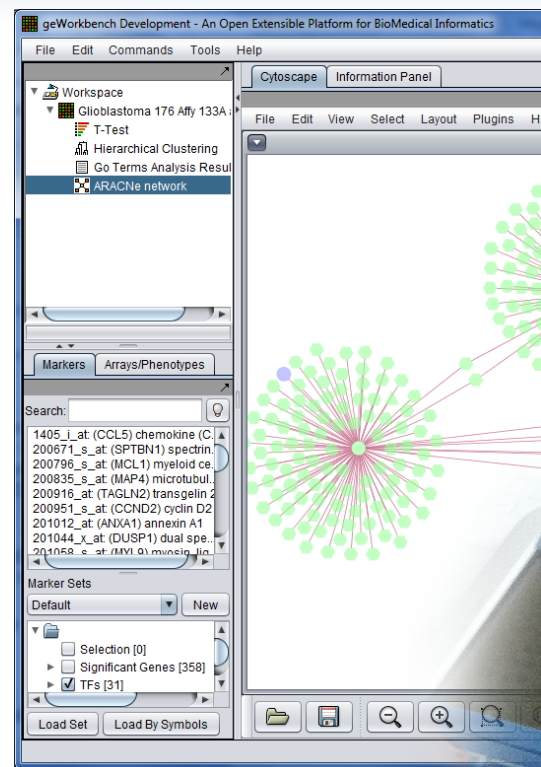 geWorkbench Development - An Open Extensible Platform for BioMedical Informatics
File Edit Commands Tools Help
Workspace
Glioblastoma 176 Affy 133A
T-Test
Hierarchical Clustering
Go Terms Analysis Resul
ARACNe network
Markers Arrays/Phenotypes
Search:
1405_i_at: (CCL5) chemokine (C.
200671_s_at: (SPTBN1) spectrin.
200796_s_at: (MCL1) myeloid ce.
200835_s_at: (MAP4) microtubul.
200916_at: (TAGLN2) transgelin 2
200951_s_at: (CCND2) cyclin D2
201012_at: (ANXA1) annexin A1
201044_x_at: (DUSP1) dual spe..
201058_s_at: (MYL9) myosin lig
Marker Sets
Default New
Selection [0]
Significant Genes [358]
TFs [31]
Load Set Load By Symbols
Cytoscape Information Panel
File Edit View Select Layout Plugins H